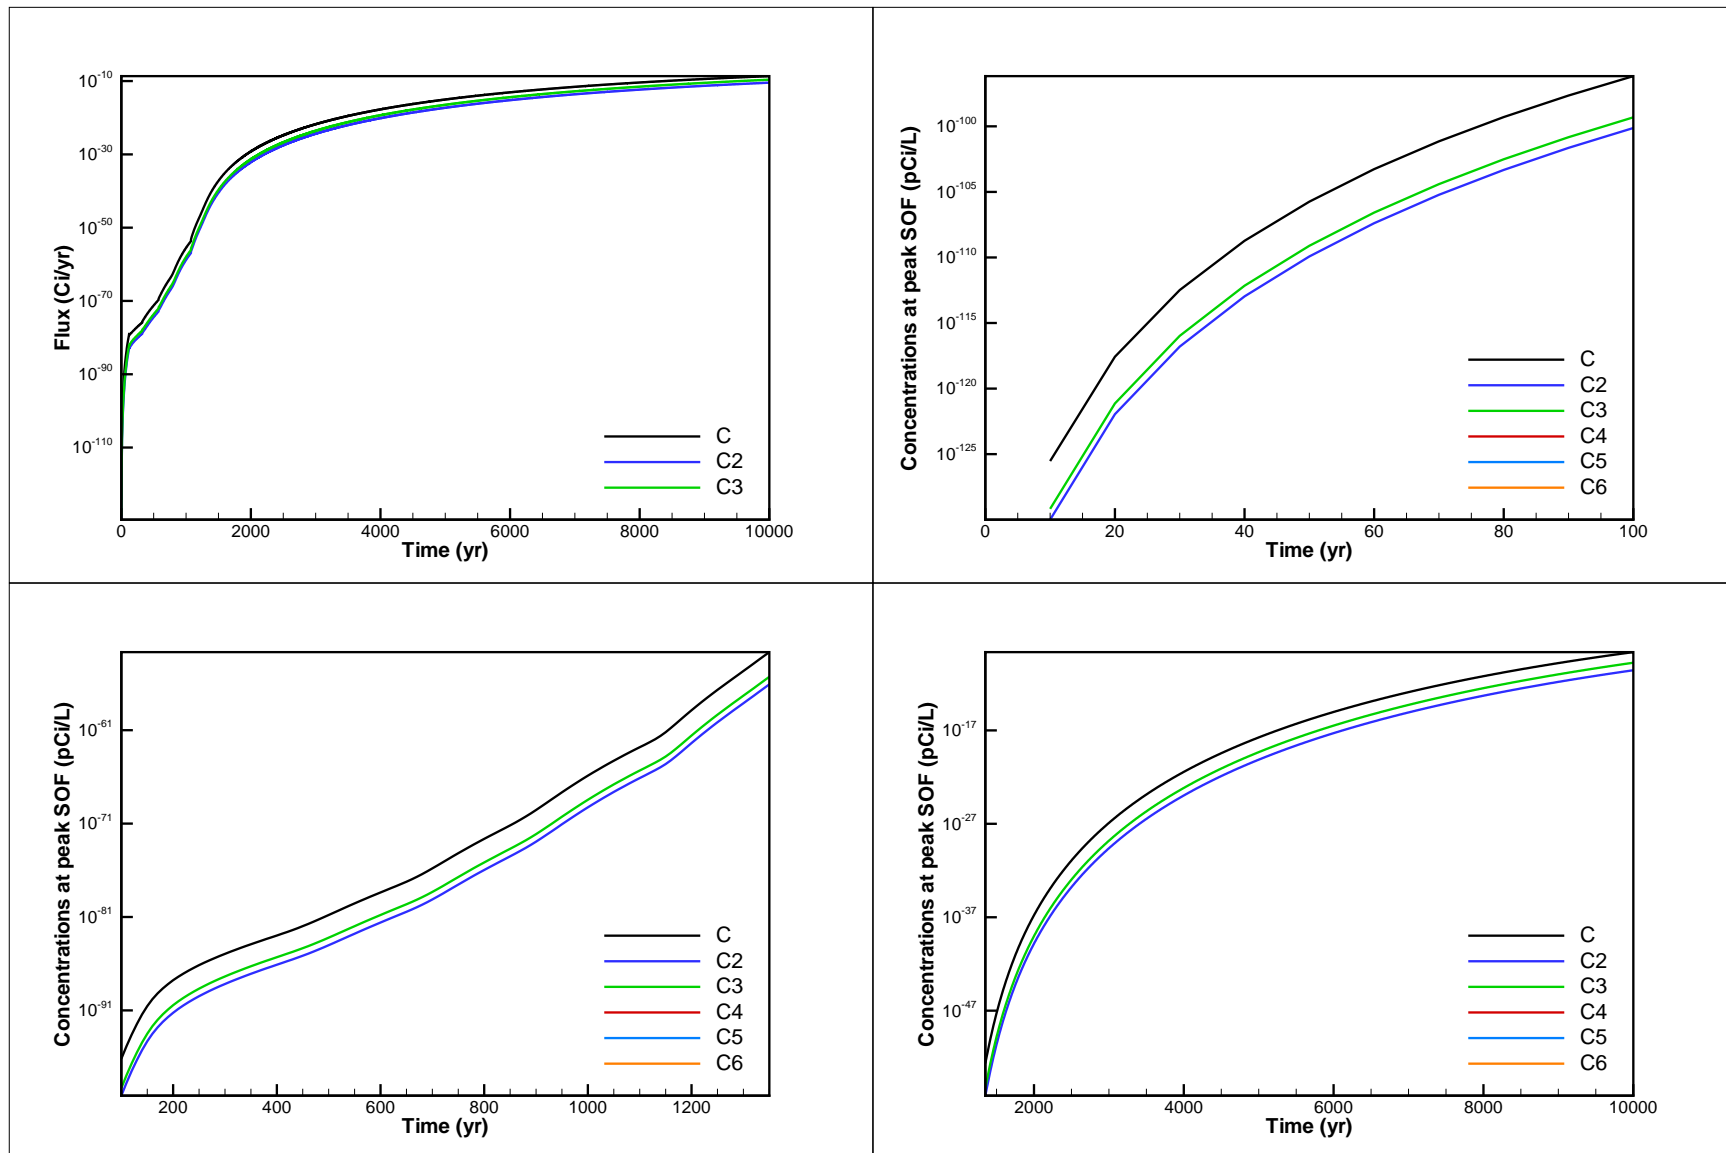 Flux (Ci/yr)
10^-10
10^-30
10^-50
10^-70
10^-90
10^-110
C
C2
C3
0 2000 4000 6000 8000 10000
Time (yr)
Concentrations at peak SOF (pCi/L)
10^-100
10^-105
10^-110
10^-115
10^-120
10^-125
C
C2
C3
C4
C5
C6
0 20 40 60 80 100
Time (yr)
Concentrations at peak SOF (pCi/L)
10^-61
10^-71
10^-81
10^-91
C
C2
C3
C4
C5
C6
200 400 600 800 1000 1200
Time (yr)
Concentrations at peak SOF (pCi/L)
10^-17
10^-27
10^-37
10^-47
C
C2
C3
C4
C5
C6
2000 4000 6000 8000 10000
Time (yr)